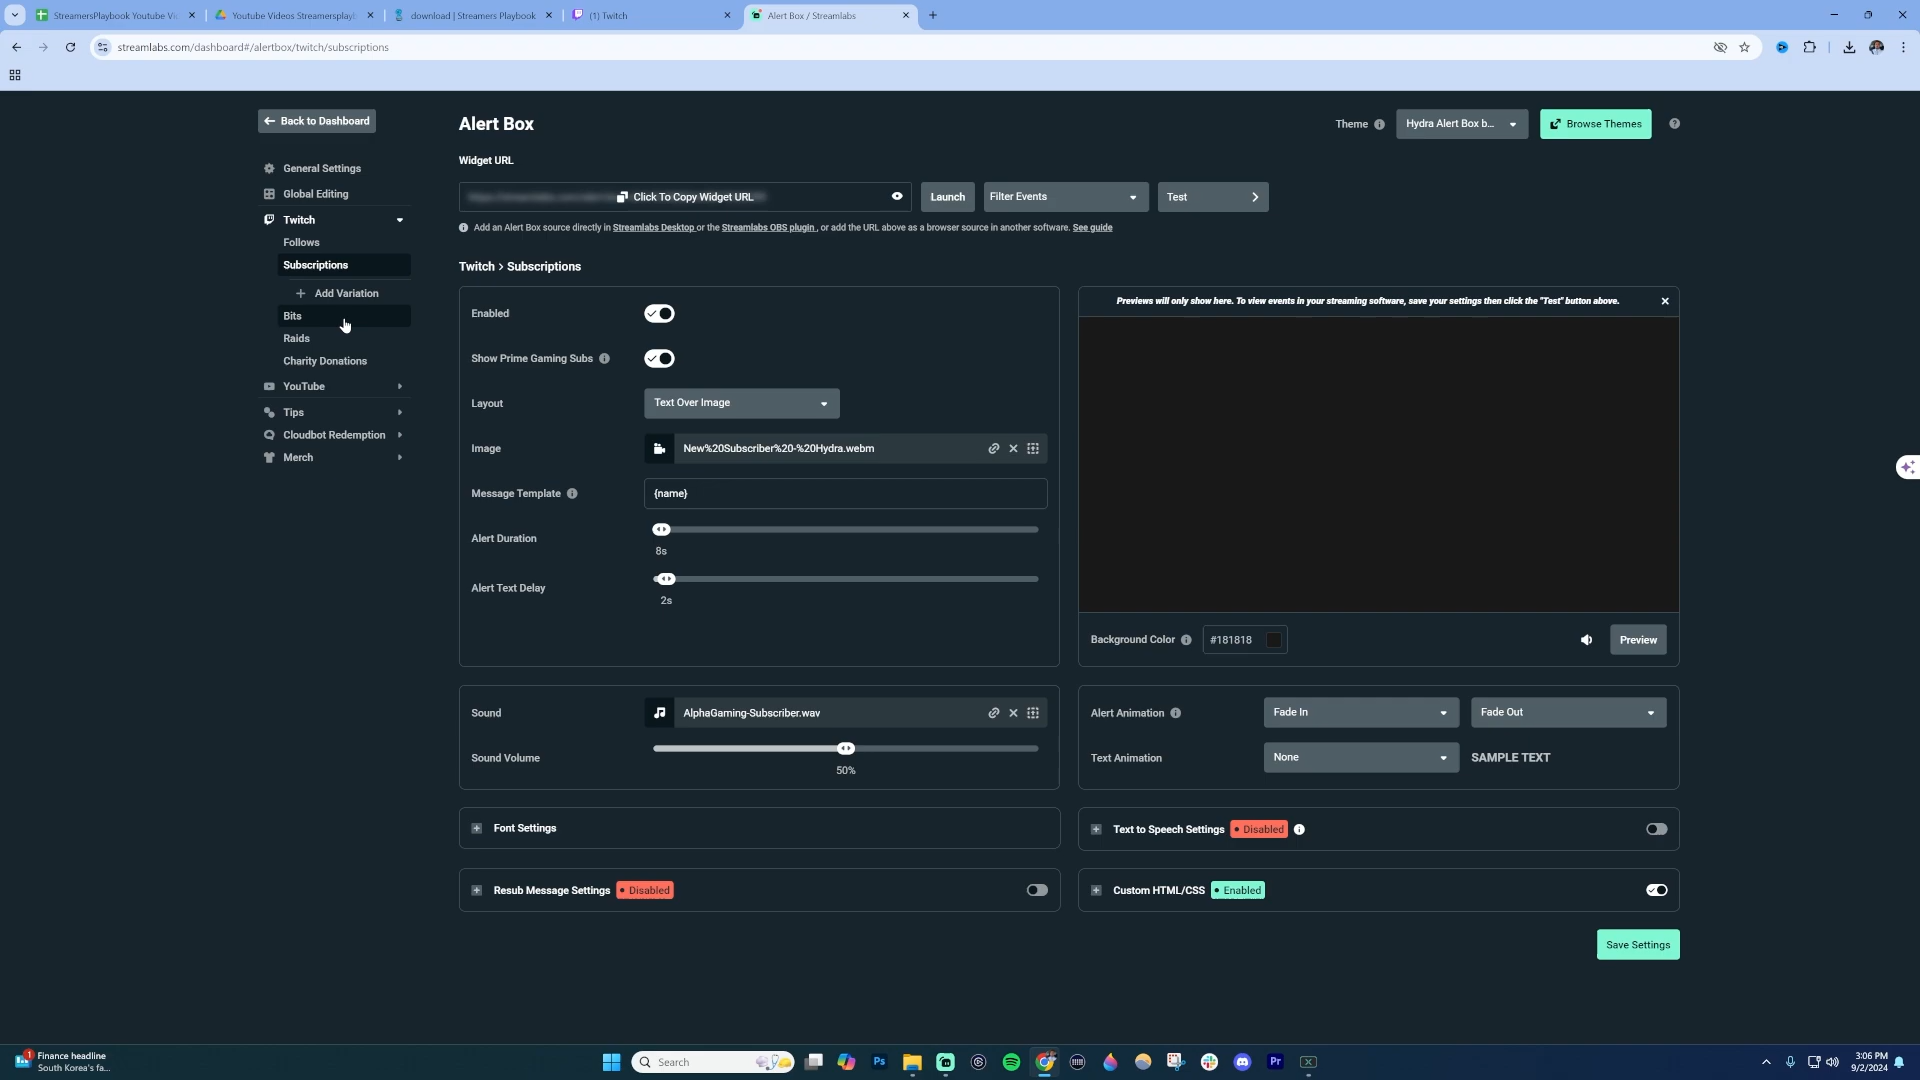 StreamersPlaybook Youtube Vi
Youtube Videos Streamersplay
download | Streamers Playbook
(1) Twitch
Alert Box / Streamlabs
streamlabs.com/dashboard#/alertbox/twitch/subscriptions
Back to Dashboard
General Settings
Global Editing
Twitch
Follows
Subscriptions
Add Variation
Bits
Raids
Charity Donations
YouTube
Tips
Cloudbot Redemption
Merch
Alert Box
Theme
Hydra Alert Box b...
Browse Themes
Widget URL
Click To Copy Widget URL
Launch
Filter Events
Test
Add an Alert Box source directly in Streamlabs Desktop or the Streamlabs OBS plugin , or add the URL above as a browser source in another software. See guide
Twitch > Subscriptions
Enabled
Show Prime Gaming Subs
Layout
Text Over Image
Image
New%20Subscriber%20-%20Hydra.webm
Message Template
{name}
Alert Duration
8s
Alert Text Delay
2s
Previews will only show here. To view events in your streaming software, save your settings then click the "Test" button above.
Background Color
#181818
Preview
Sound
AlphaGaming-Subscriber.wav
Sound Volume
50%
Alert Animation
Fade In
Fade Out
Text Animation
None
SAMPLE TEXT
Font Settings
Text to Speech Settings
Disabled
Resub Message Settings
Disabled
Custom HTML/CSS
Enabled
Save Settings
1
Finance headline
South Korea's fa...
Search
Ps
Pr
3:06 PM
9/2/2024